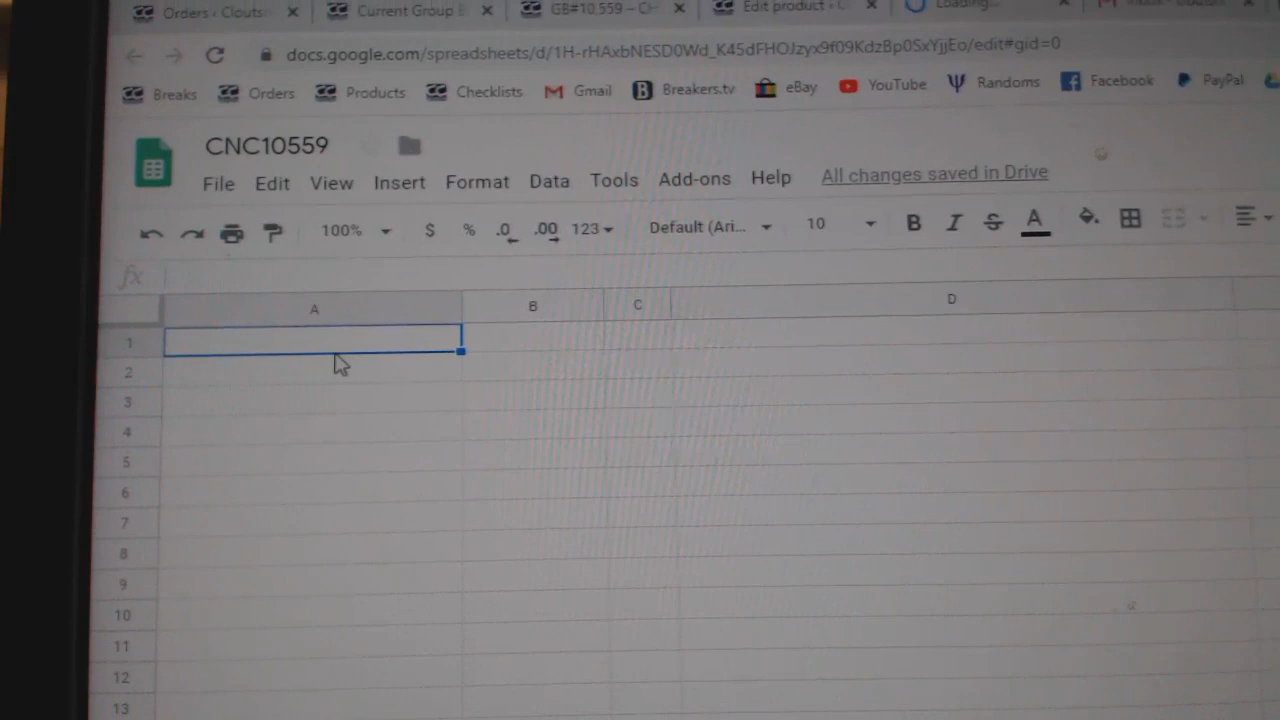 Orders ‹ Clouts
Current Group B
GB#10,559 – C
Edit product ‹ C
Loading...
docs.google.com/spreadsheets/d/1H-rHAxbNESD0Wd_K45dFHOJzyx9f09KdzBp0SxYjjEo/edit#gid=0
Breaks Orders Products Checklists Gmail Breakers.tv eBay YouTube Randoms Facebook PayPal
CNC10559
File Edit View Insert Format Data Tools Add-ons Help All changes saved in Drive
100% $ % .0 .00 123 Default (Ari... 10 B I S A
fx
A B C D
1
2
3
4
5
6
7
8
9
10
11
12
13